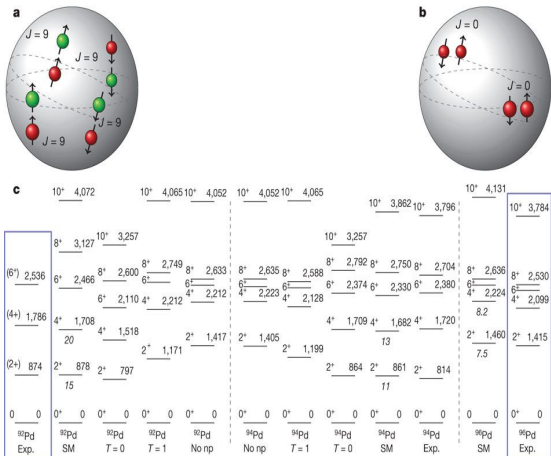 a
J = 9
J = 9
J = 9
J = 9
b
J = 0
J = 0
c
(6⁺) 2,536
(4+) 1,786
(2+) 874
0⁺ 0
⁹²Pd
Exp.
10⁺ 4,072
8⁺ 3,127
6⁺ 2,466
4⁺ 1,708
20
2⁺ 878
15
0⁺ 0
⁹²Pd
SM
10⁺ 3,257
8⁺ 2,600
6⁺ 2,110
4⁺ 1,518
2⁺ 797
0⁺ 0
⁹²Pd
T = 0
10⁺ 4,065
8⁺ 2,749
6⁺
4⁺ 2,212
2⁺ 1,171
0⁺ 0
⁹²Pd
T = 1
10⁺ 4,052
8⁺ 2,633
6⁺
4⁺ 2,212
2⁺ 1,417
0⁺ 0
⁹²Pd
No np
10⁺ 4,052
8⁺ 2,635
6⁺
4⁺ 2,223
2⁺ 1,405
0⁺ 0
⁹⁴Pd
No np
10⁺ 4,065
8⁺ 2,588
6⁺
4⁺ 2,128
2⁺ 1,199
0⁺ 0
⁹⁴Pd
T = 1
10⁺ 3,257
8⁺ 2,792
6⁺ 2,374
4⁺ 1,709
2⁺ 864
0⁺ 0
⁹⁴Pd
T = 0
10⁺ 3,862
8⁺ 2,750
6⁺ 2,330
4⁺ 1,682
13
2⁺ 861
11
0⁺ 0
⁹⁴Pd
SM
10⁺ 3,796
8⁺ 2,704
6⁺ 2,380
4⁺ 1,720
2⁺ 814
0⁺ 0
⁹⁴Pd
Exp.
10⁺ 4,131
8⁺ 2,636
6⁺
4⁺ 2,224
8.2
2⁺ 1,460
7.5
0⁺ 0
⁹⁶Pd
SM
10⁺ 3,784
8⁺ 2,530
6⁺
4⁺ 2,099
2⁺ 1,415
0⁺ 0
⁹⁶Pd
Exp.